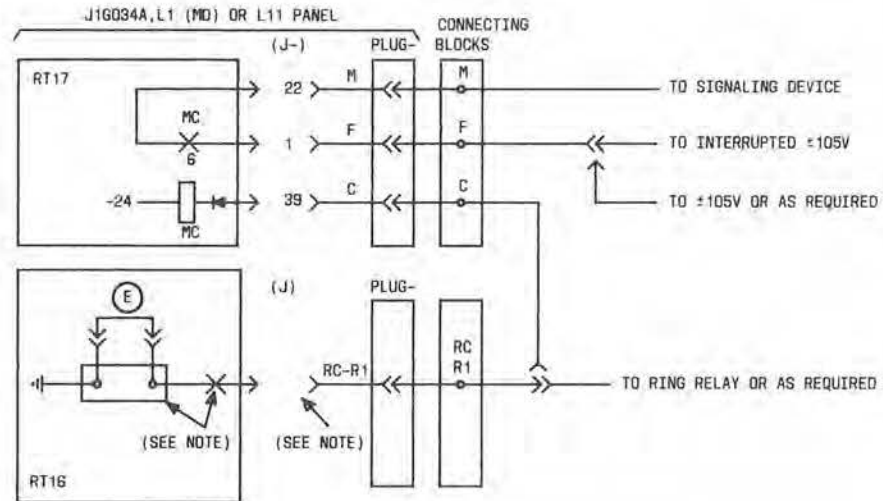 J1G034A,L1 (MD) OR L11 PANEL
(J-)
PLUG-
CONNECTING
BLOCKS
RT17
22
M
M
TO SIGNALING DEVICE
MC
6
1
F
F
TO INTERRUPTED ±105V
-24
MC
39
C
C
TO ±105V OR AS REQUIRED
(J)
PLUG-
E
RC-R1
RC
R1
TO RING RELAY OR AS REQUIRED
(SEE NOTE)
(SEE NOTE)
RT16